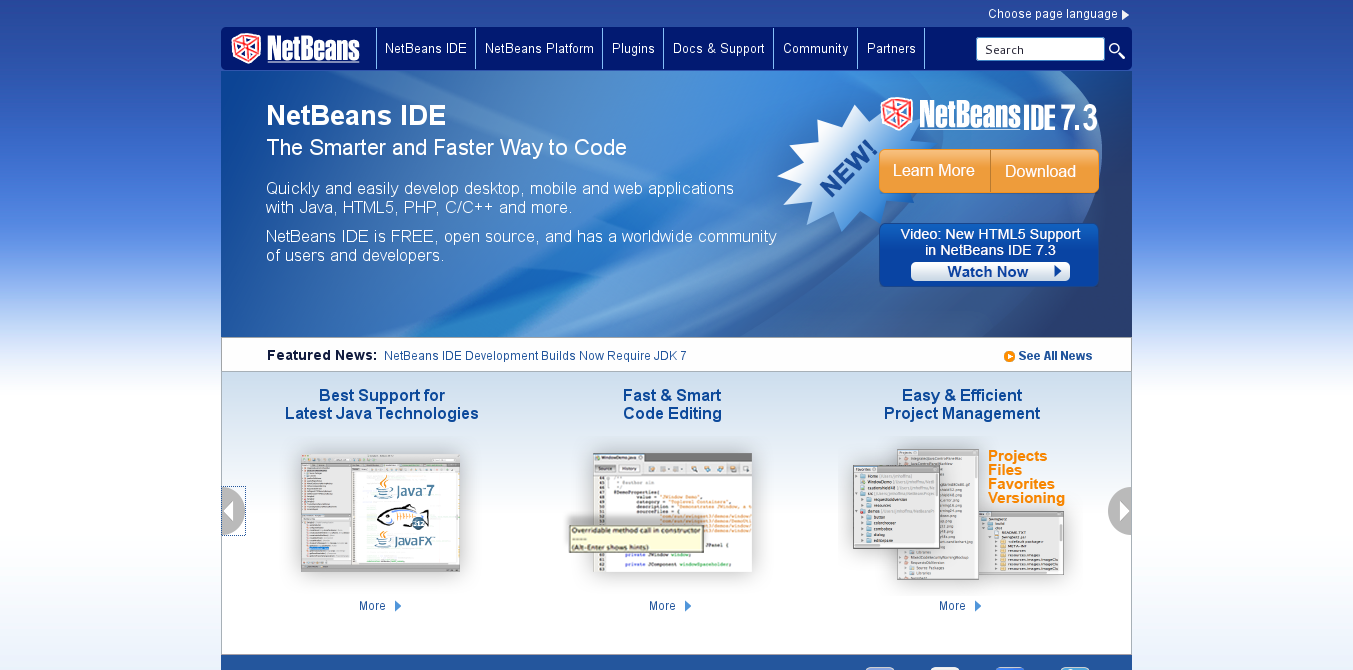 Choose page language
NetBeans
NetBeans IDE
NetBeans Platform
Plugins
Docs & Support
Community
Partners
Search
NetBeans IDE
The Smarter and Faster Way to Code
Quickly and easily develop desktop, mobile and web applications
with Java, HTML5, PHP, C/C++ and more.
NetBeans IDE is FREE, open source, and has a worldwide community
of users and developers.
NEW!
NetBeans IDE 7.3
Learn More
Download
Video: New HTML5 Support
in NetBeans IDE 7.3
Watch Now
Featured News: NetBeans IDE Development Builds Now Require JDK 7
See All News
Best Support for
Latest Java Technologies
Java 7
JavaFX
More
Fast & Smart
Code Editing
WindowDemo.java
Source
History
Overridable method call in constructor
----
(Alt-Enter shows hints)
More
Easy & Efficient
Project Management
Projects
Files
Favorites
Versioning
More